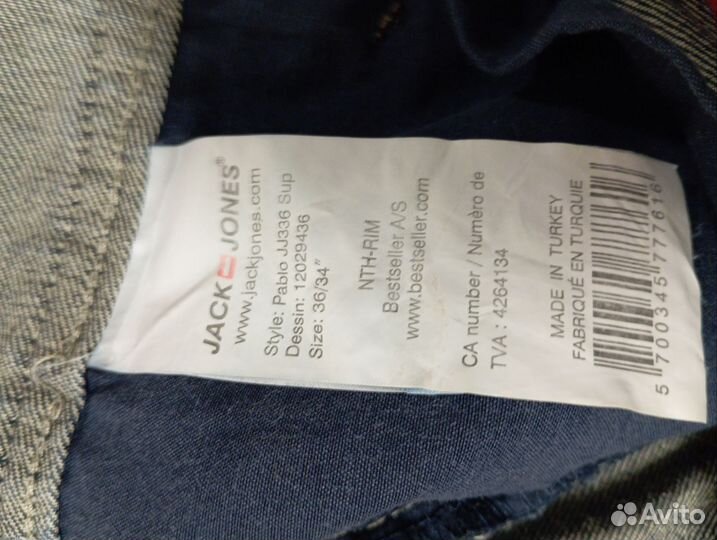 JACK JONES®
www.jackjones.com
Style: Pablo JJ336 Sup
Dessin: 12029436
Size: 36/34"
NTH-RIM
Bestseller A/S
www.bestseller.com
CA number / Numèro de
TVA : 4264134
MADE IN TURKEY
FABRIQUÉ EN TURQUIE
5 700345 777616
Avito